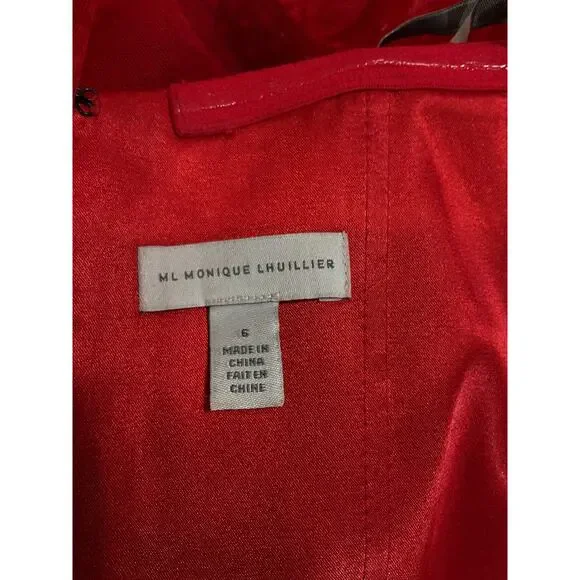 ML MONIQUE LHUILLIER
6
MADE IN
CHINA
FAIT EN
CHINE